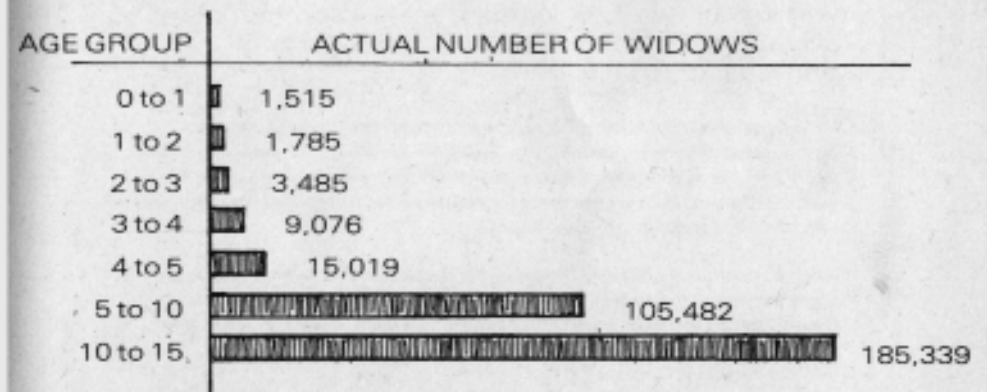 AGE GROUP ACTUAL NUMBER OF WIDOWS
0 to 1 1,515
1 to 2 1,785
2 to 3 3,485
3 to 4 9,076
4 to 5 15,019
5 to 10 105,482
10 to 15 185,339